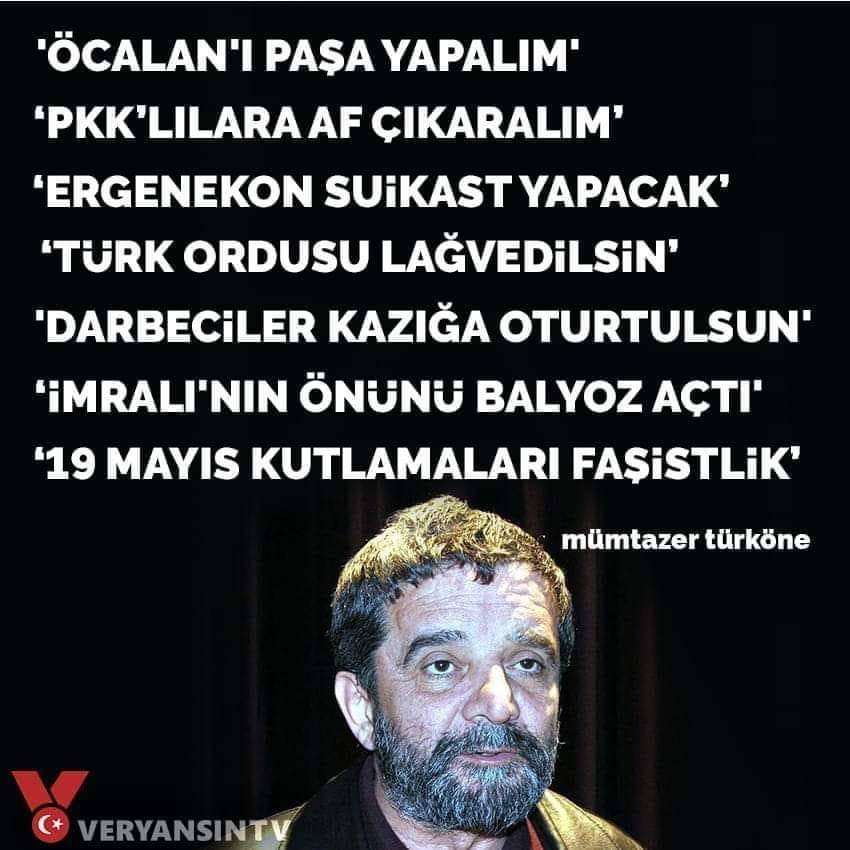 'ÖCALAN'I PAŞA YAPALIM'
‘PKK’LILARA AF ÇIKARALIM’
‘ERGENEKON SUiKAST YAPACAK’
‘TÜRK ORDUSU LAĞVEDiLSiN’
'DARBECiLER KAZIĞA OTURTULSUN'
‘iMRALI'NIN ÖNÜNÜ BALYOZ AÇTI'
‘19 MAYIS KUTLAMALARI FAŞiSTLiK’
mümtazer türköne
VERYANSINTV